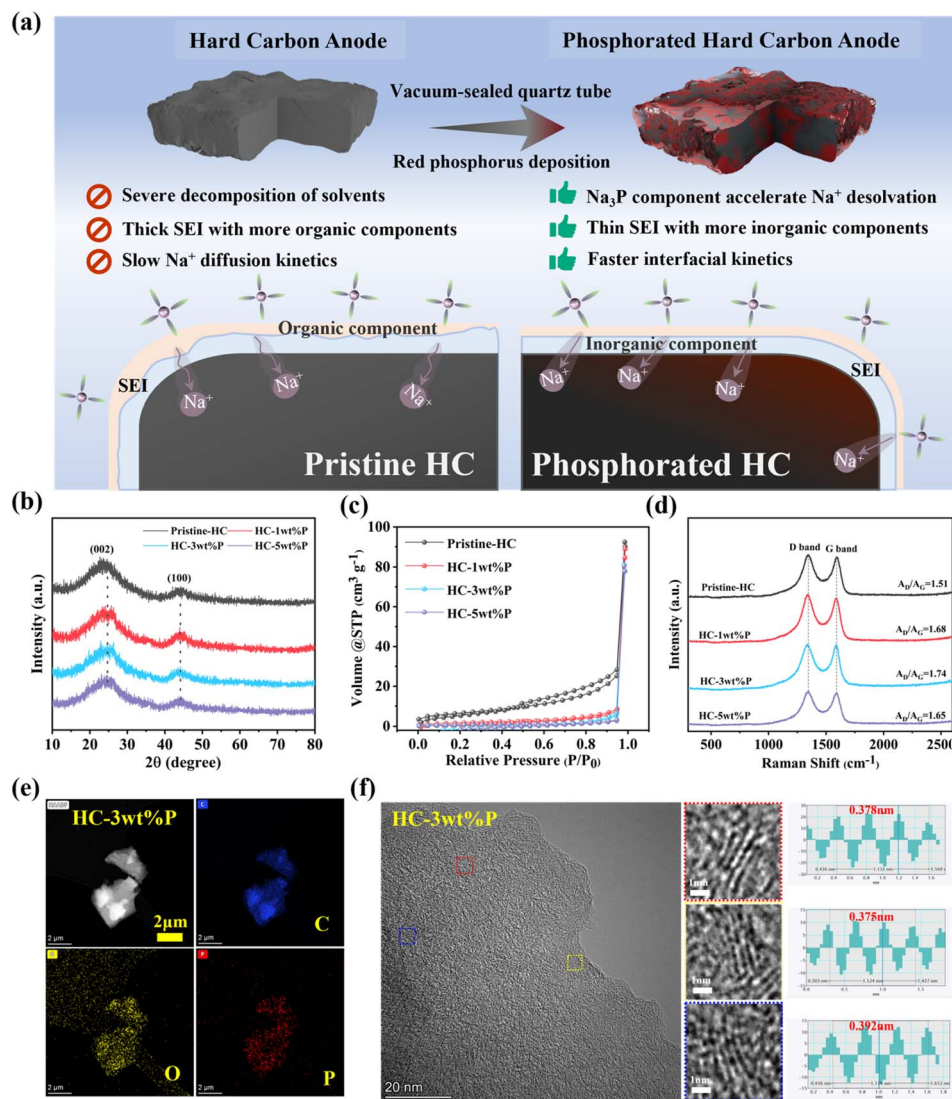 (a)
Hard Carbon Anode
Phosphorated Hard Carbon Anode
Vacuum-sealed quartz tube
Red phosphorus deposition
Severe decomposition of solvents
Thick SEI with more organic components
Slow Na⁺ diffusion kinetics
Na₃P component accelerate Na⁺ desolvation
Thin SEI with more inorganic components
Faster interfacial kinetics
Organic component
SEI
Na⁺
Na⁺
Na⁺
Pristine HC
Inorganic component
SEI
Na⁺
Na⁺
Na⁺
Na⁺
Phosphorated HC
(b)
Pristine-HC
HC-1wt%P
HC-3wt%P
HC-5wt%P
(002)
(100)
Intensity (a.u.)
10 20 30 40 50 60 70 80
2θ (degree)
(c)
Pristine-HC
HC-1wt%P
HC-3wt%P
HC-5wt%P
Volume @STP (cm³ g⁻¹)
100
80
60
40
20
0
0.0 0.2 0.4 0.6 0.8 1.0
Relative Pressure (P/P₀)
(d)
D band
G band
Pristine-HC
A_D/A_G=1.51
HC-1wt%P
A_D/A_G=1.68
HC-3wt%P
A_D/A_G=1.74
HC-5wt%P
A_D/A_G=1.65
Intensity (a.u.)
500 1000 1500 2000 2500
Raman Shift (cm⁻¹)
(e)
HC-3wt%P
2μm
2 μm
C
C
2 μm
O
2 μm
P
P
2 μm
(f)
HC-3wt%P
20 nm
1nm
1nm
1nm
0.378nm
0.375nm
0.392nm